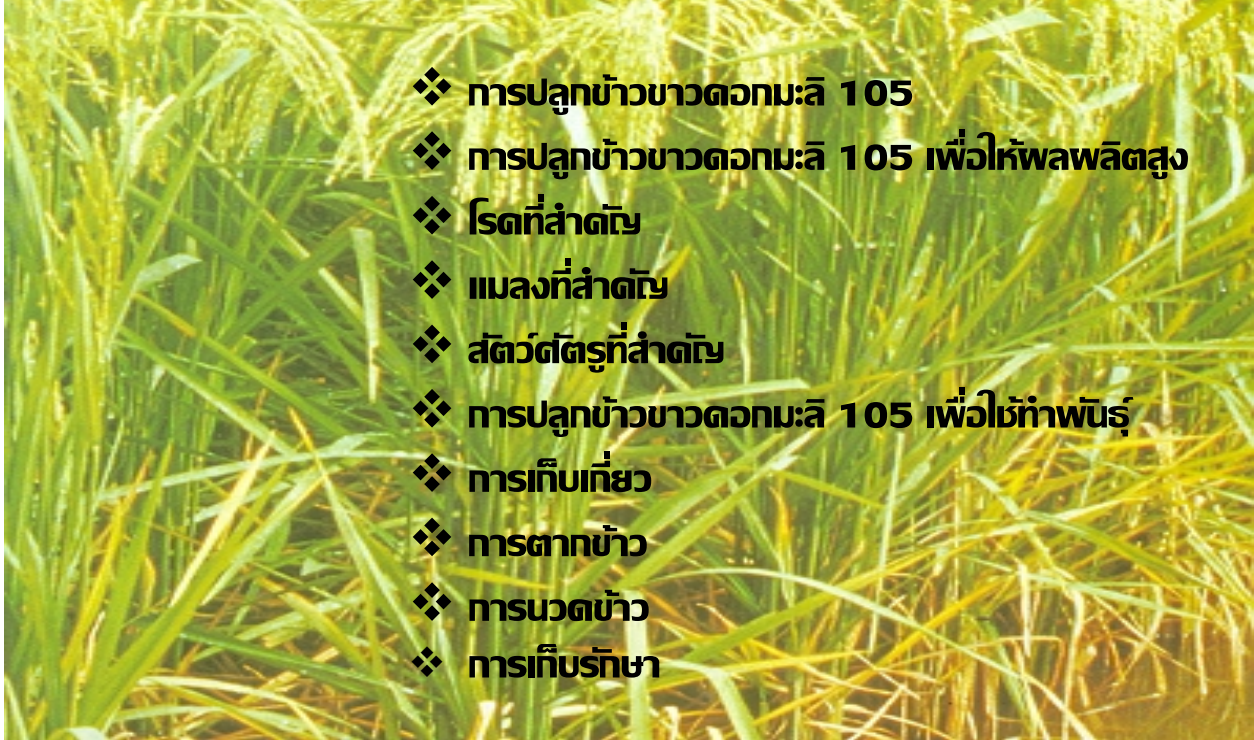 ❖ การปลูกข้าวขาวดอกมะลิ 105
❖ การปลูกข้าวขาวดอกมะลิ 105 เพื่อให้ผลผลิตสูง
❖ โรคที่สำคัญ
❖ แมลงที่สำคัญ
❖ สัตว์ศัตรูที่สำคัญ
❖ การปลูกข้าวขาวดอกมะลิ 105 เพื่อใช้ทำพันธุ์
❖ การเก็บเกี่ยว
❖ การตากข้าว
❖ การนวดข้าว
❖ การเก็บรักษา